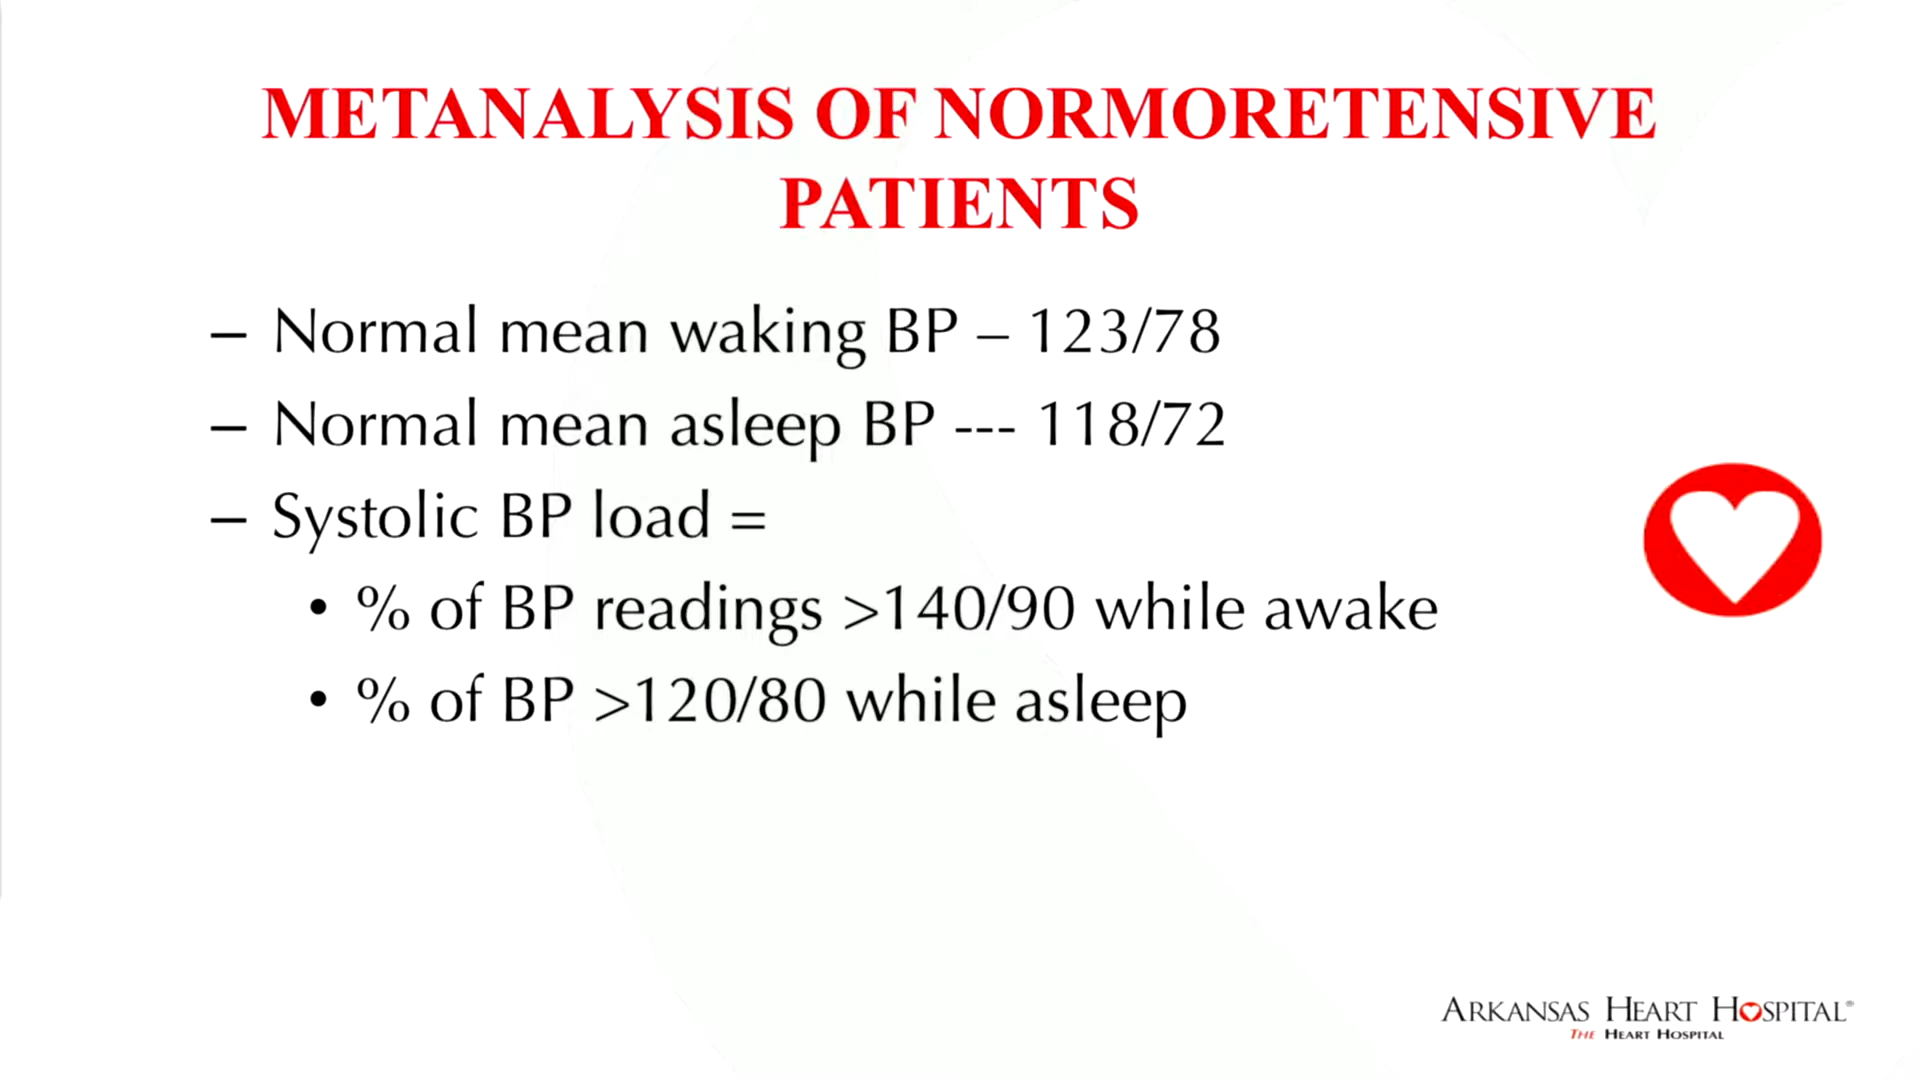 METANALYSIS OF NORMORETENSIVE
PATIENTS
– Normal mean waking BP – 123/78
– Normal mean asleep BP --- 118/72
– Systolic BP load =
• % of BP readings >140/90 while awake
• % of BP >120/80 while asleep
ARKANSAS HEART HOSPITAL®
THE HEART HOSPITAL